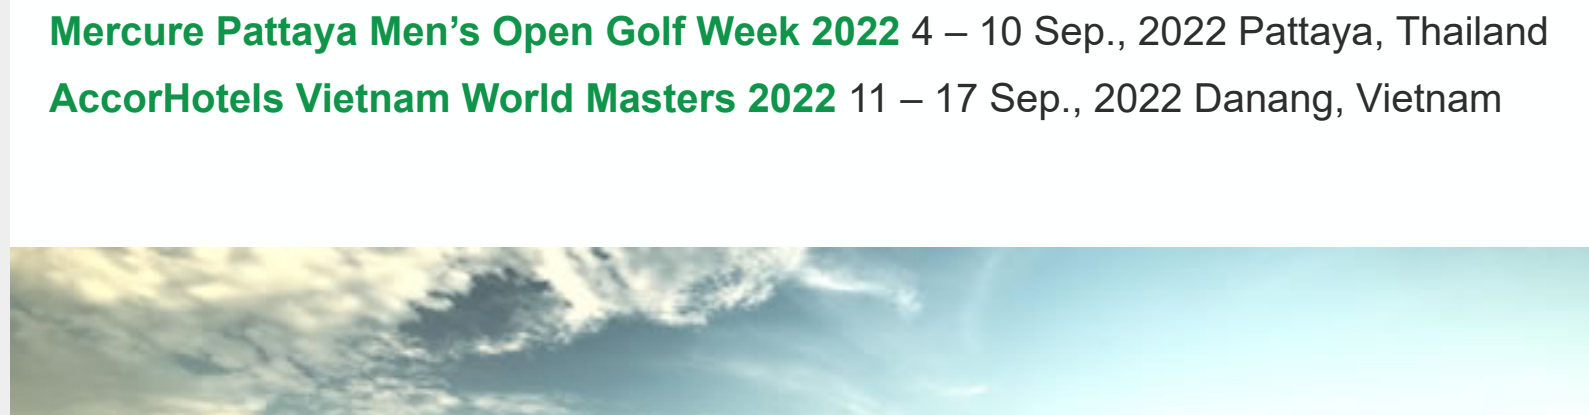 Mercure Pattaya Men’s Open Golf Week 2022 4 – 10 Sep., 2022 Pattaya, Thailand
AccorHotels Vietnam World Masters 2022 11 – 17 Sep., 2022 Danang, Vietnam